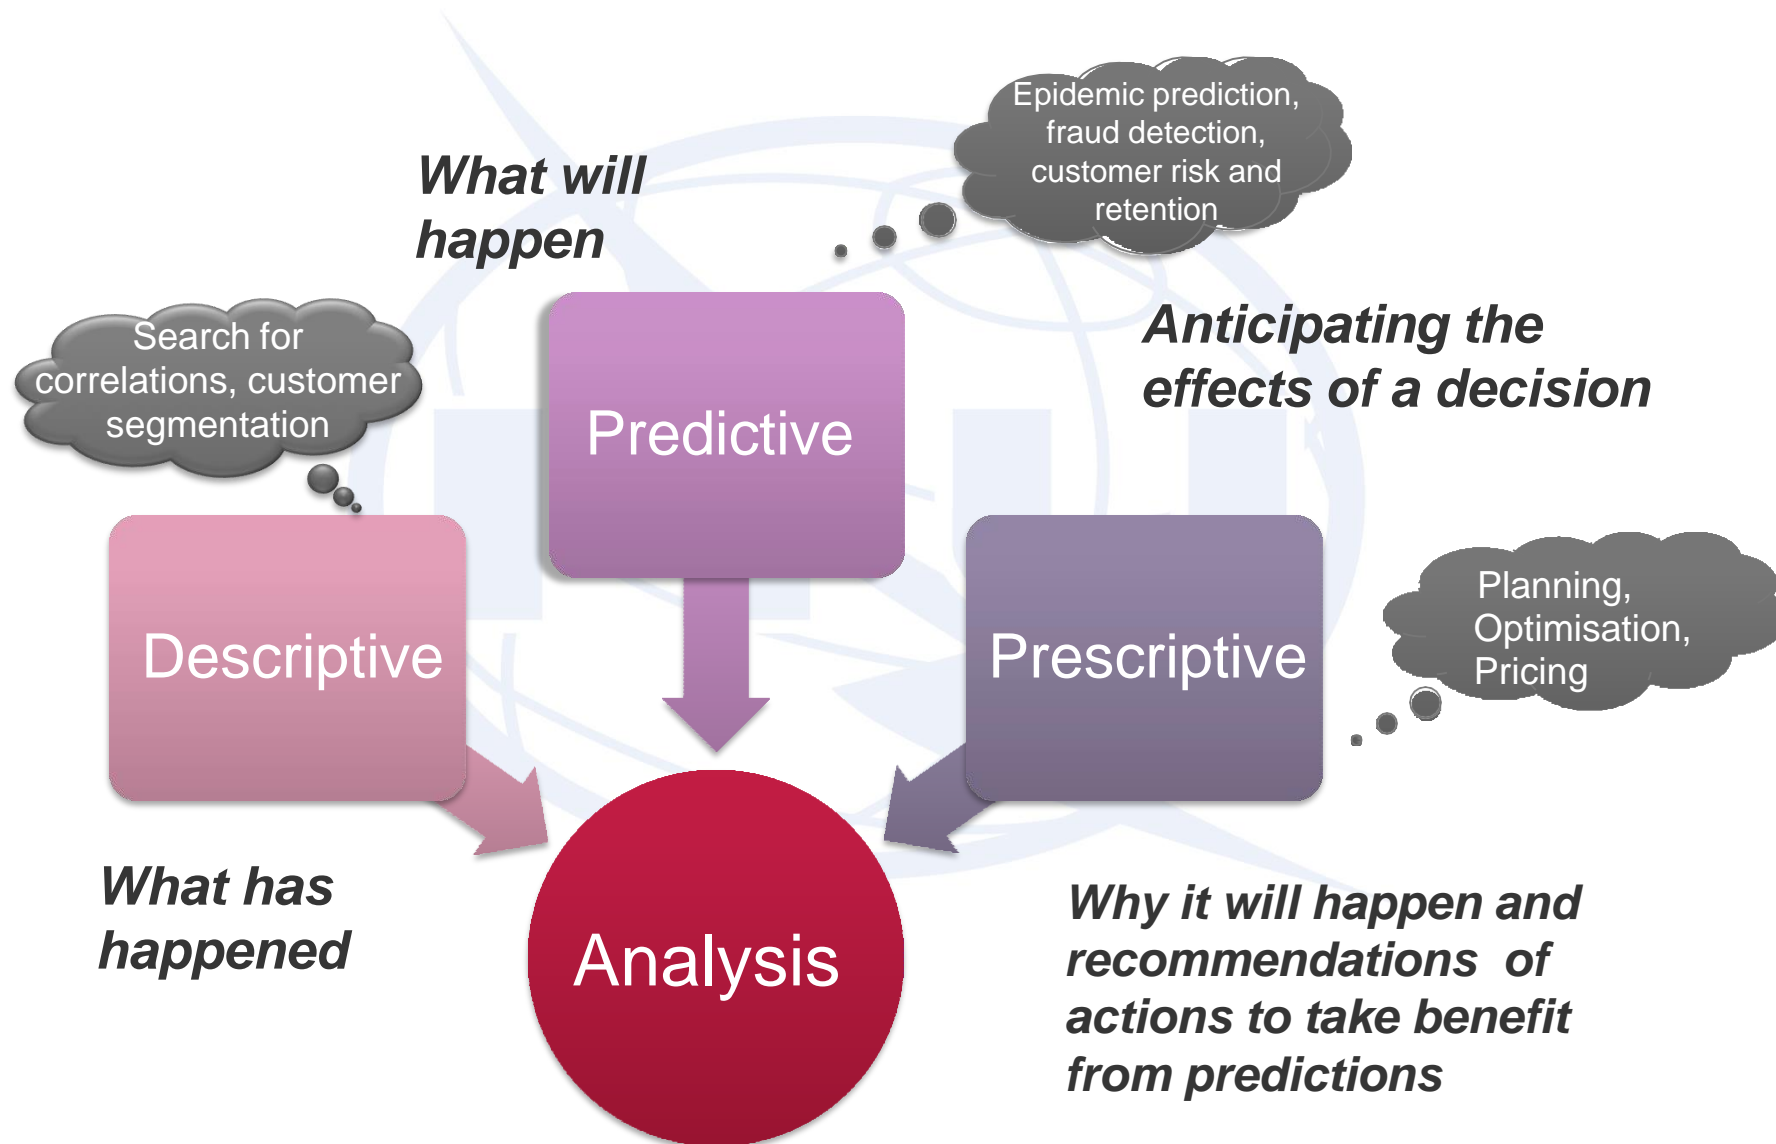 What will
happen
Epidemic prediction,
fraud detection,
customer risk and
retention
Search for
correlations, customer
segmentation
Anticipating the
effects of a decision
Predictive
Descriptive
Prescriptive
Planning,
Optimisation,
Pricing
What has
happened
Analysis
Why it will happen and
recommendations  of
actions to take benefit
from predictions